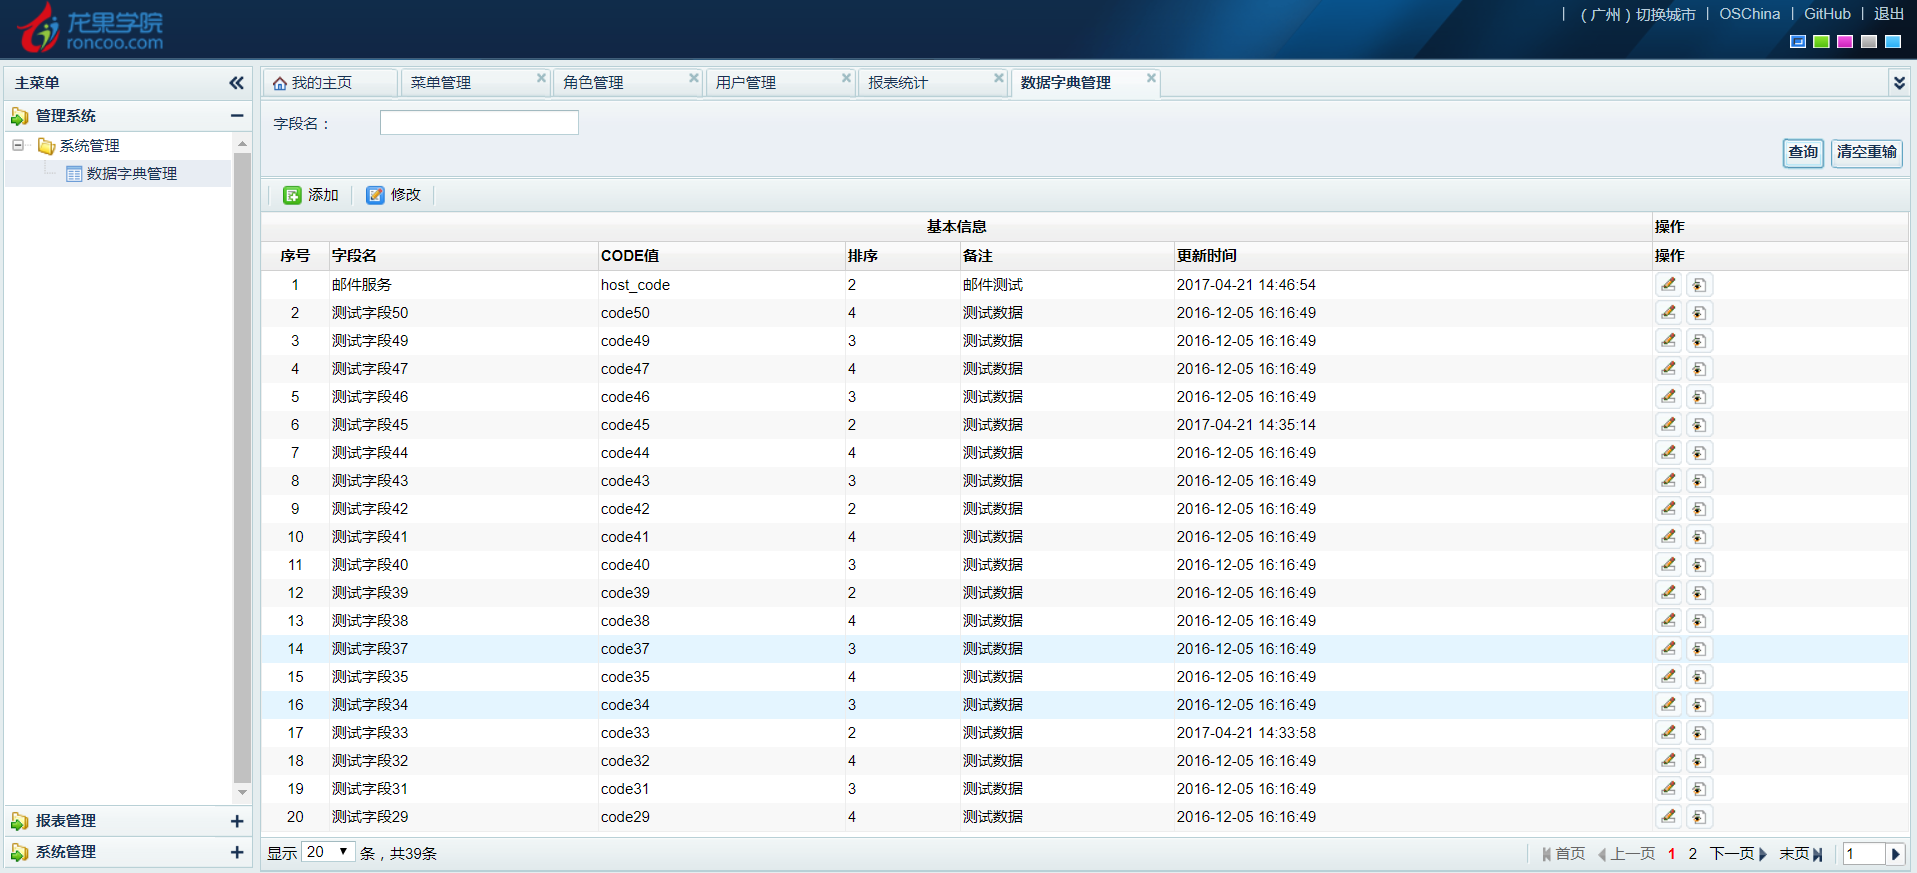 龙果学院
roncoo.com
| （广州）切换城市 | OSChina | GitHub | 退出
主菜单
管理系统
系统管理
数据字典管理
报表管理
系统管理
我的主页 菜单管理 角色管理 用户管理 报表统计 数据字典管理
字段名：
查询 清空重输
添加 修改
基本信息 操作
序号 字段名 CODE值 排序 备注 更新时间 操作
1 邮件服务 host_code 2 邮件测试 2017-04-21 14:46:54
2 测试字段50 code50 4 测试数据 2016-12-05 16:16:49
3 测试字段49 code49 3 测试数据 2016-12-05 16:16:49
4 测试字段47 code47 4 测试数据 2016-12-05 16:16:49
5 测试字段46 code46 3 测试数据 2016-12-05 16:16:49
6 测试字段45 code45 2 测试数据 2017-04-21 14:35:14
7 测试字段44 code44 4 测试数据 2016-12-05 16:16:49
8 测试字段43 code43 3 测试数据 2016-12-05 16:16:49
9 测试字段42 code42 2 测试数据 2016-12-05 16:16:49
10 测试字段41 code41 4 测试数据 2016-12-05 16:16:49
11 测试字段40 code40 3 测试数据 2016-12-05 16:16:49
12 测试字段39 code39 2 测试数据 2016-12-05 16:16:49
13 测试字段38 code38 4 测试数据 2016-12-05 16:16:49
14 测试字段37 code37 3 测试数据 2016-12-05 16:16:49
15 测试字段35 code35 4 测试数据 2016-12-05 16:16:49
16 测试字段34 code34 3 测试数据 2016-12-05 16:16:49
17 测试字段33 code33 2 测试数据 2017-04-21 14:33:58
18 测试字段32 code32 4 测试数据 2016-12-05 16:16:49
19 测试字段31 code31 3 测试数据 2016-12-05 16:16:49
20 测试字段29 code29 4 测试数据 2016-12-05 16:16:49
显示 20 条，共39条 首页 上一页 1 2 下一页 末页 1